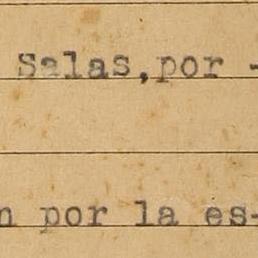 Salas,por -
n por la es-